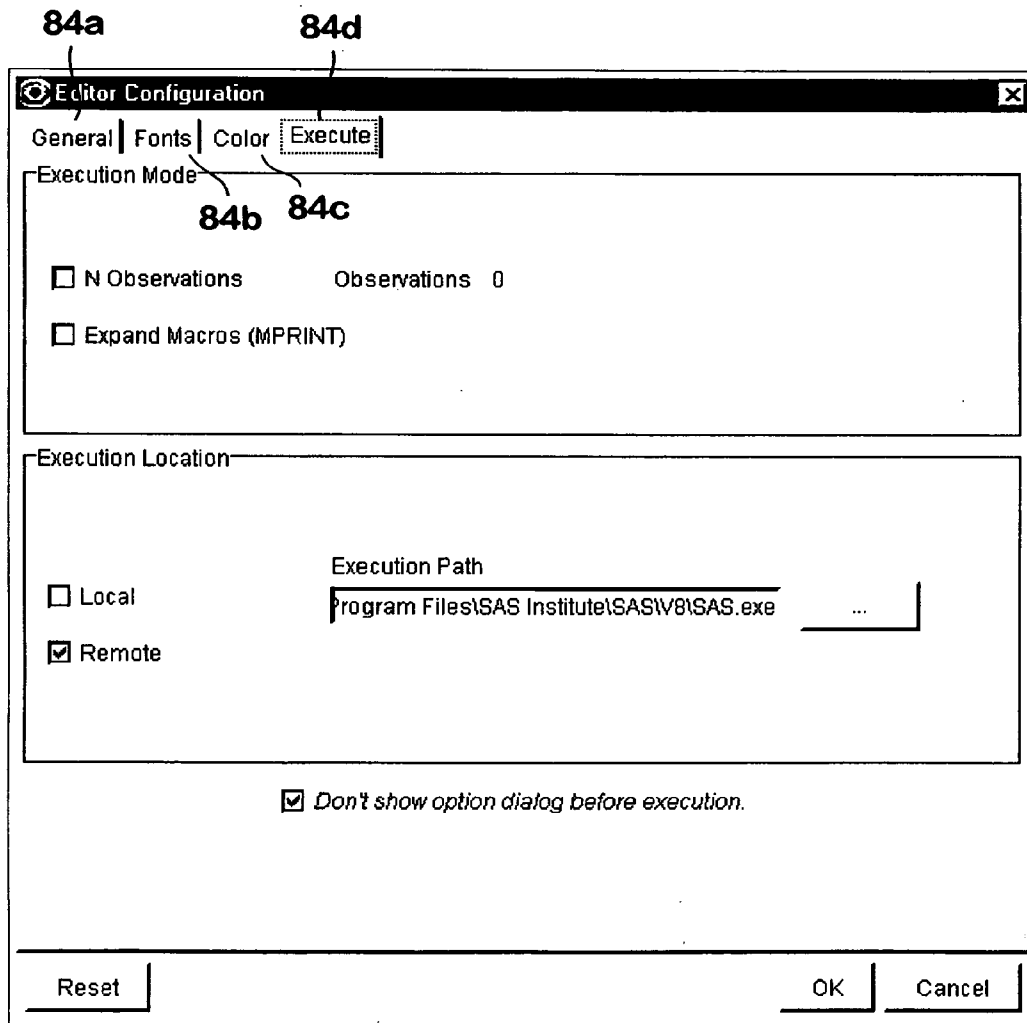 84a 84d
Editor Configuration
General Fonts Color Execute
Execution Mode
84b 84c
N Observations Observations 0
Expand Macros (MPRINT)
Execution Location
Execution Path
Local
Program Files\SAS Institute\SAS\V8\SAS.exe ...
Remote
Don't show option dialog before execution.
Reset OK Cancel